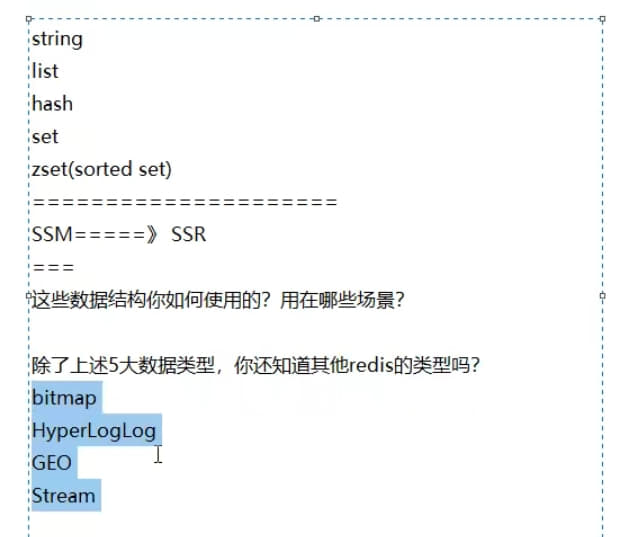 string
list
hash
set
zset(sorted set)
=====================
SSM=====》SSR
===
这些数据结构你如何使用的？用在哪些场景？
除了上述5大数据类型，你还知道其他redis的类型吗？
bitmap
HyperLogLog
GEO
Stream